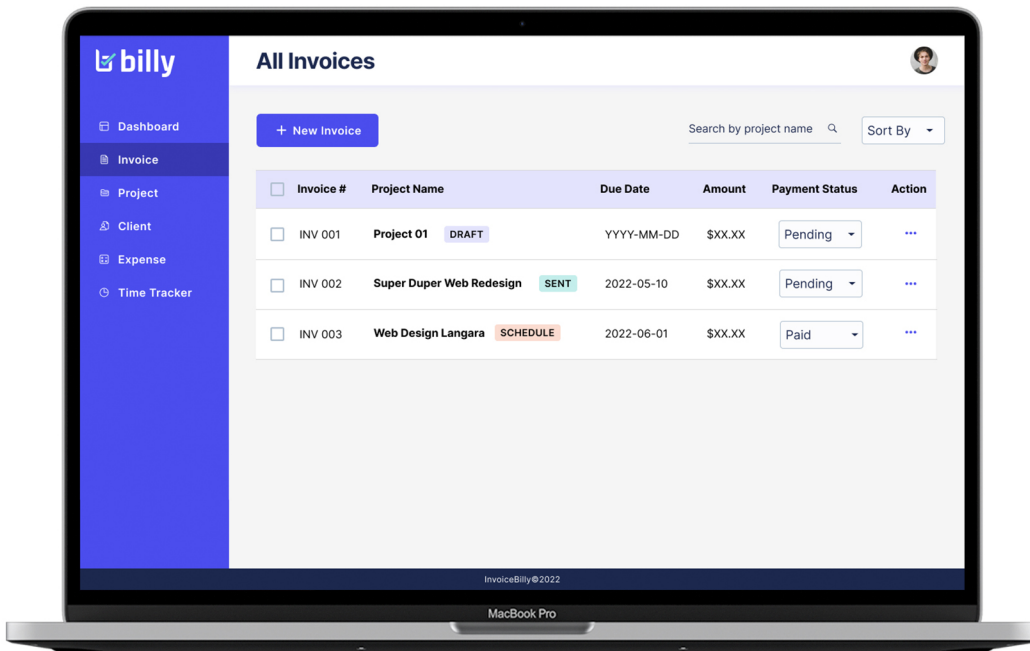 billy
All Invoices
Dashboard
Invoice
Project
Client
Expense
Time Tracker
+ New Invoice
Search by project name
Sort By
Invoice # Project Name Due Date Amount Payment Status Action
INV 001 Project 01 DRAFT YYYY-MM-DD $XX.XX Pending ...
INV 002 Super Duper Web Redesign SENT 2022-05-10 $XX.XX Pending ...
INV 003 Web Design Langara SCHEDULE 2022-06-01 $XX.XX Paid ...
InvoiceBilly©2022
MacBook Pro